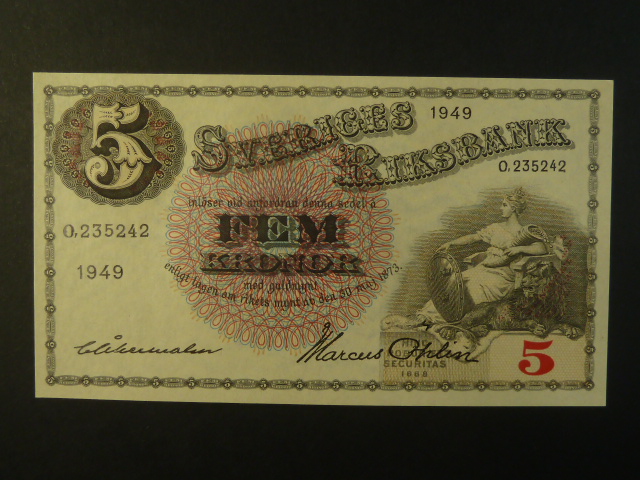 5
SVERIGES
RIKSBANK
1949
O,235242
inlöser vid anfordran denna sedel å
FEM
KRONOR
med guldmynt
enligt lagen om rikets mynt av den 30 maj 1873.
O,235242
1949
Marcus
SECURITAS
1668
5